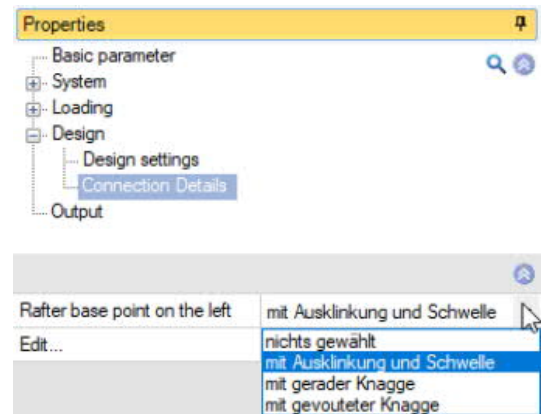 Properties
Basic parameter
System
Loading
Design
Design settings
Connection Details
Output
Rafter base point on the left mit Ausklinkung und Schwelle
Edit... nichts gewählt
mit Ausklinkung und Schwelle
mit gerader Knagge
mit gevouteter Knagge